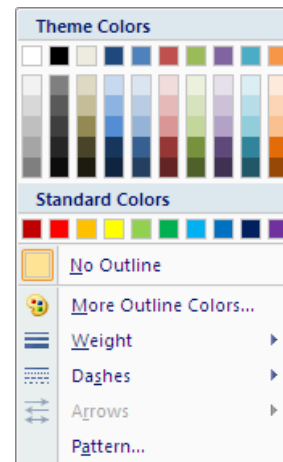 Theme Colors
Standard Colors
No Outline
More Outline Colors...
Weight
Dashes
Arrows
Pattern...